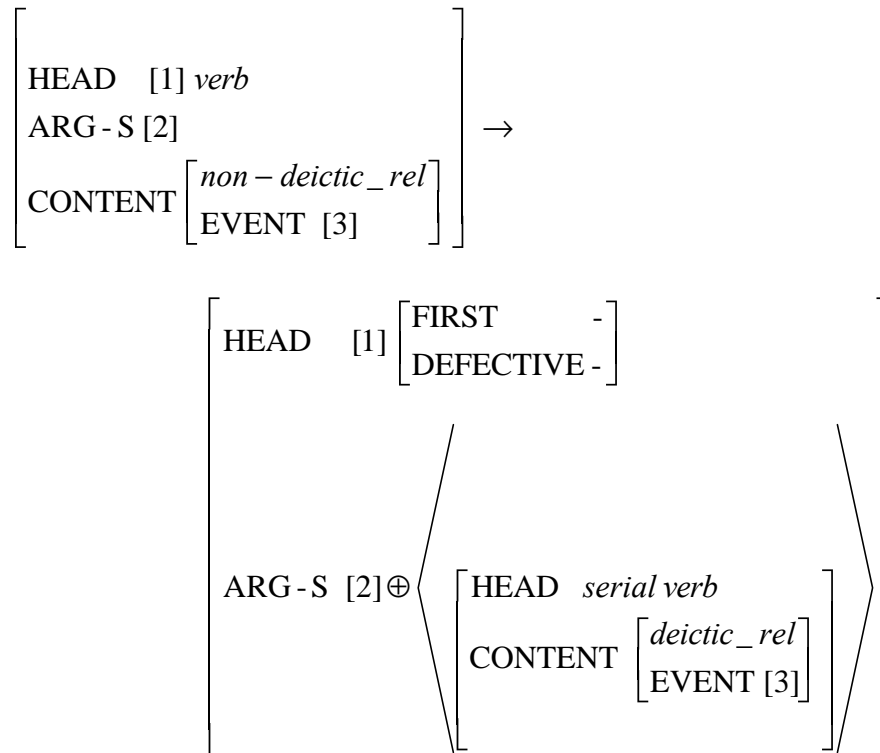 HEAD [1] verb
ARG - S [2] →
CONTENT [non − deictic _ rel
EVENT [3]]
HEAD [1] [FIRST -
DEFECTIVE -]
ARG - S [2] ⊕ ⟨ [HEAD serial verb
CONTENT [deictic _ rel
EVENT [3]] ] ⟩